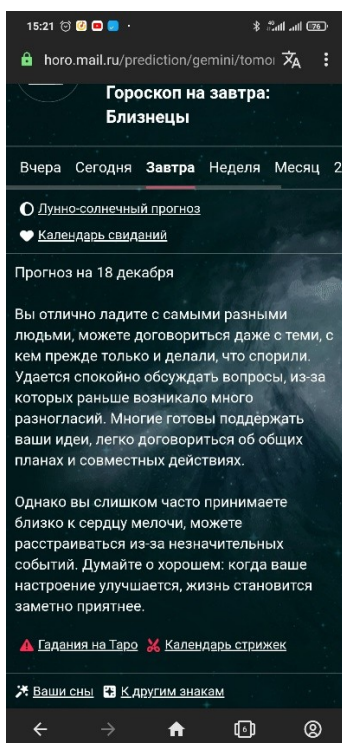 15:21
76
horo.mail.ru/prediction/gemini/tomo
Гороскоп на завтра:
Близнецы
Вчера Сегодня Завтра Неделя Месяц 2
Лунно-солнечный прогноз
Календарь свиданий
Прогноз на 18 декабря
Вы отлично ладите с самыми разными
людьми, можете договориться даже с теми, с
кем прежде только и делали, что спорили.
Удается спокойно обсуждать вопросы, из-за
которых раньше возникало много
разногласий. Многие готовы поддержать
ваши идеи, легко договориться об общих
планах и совместных действиях.
Однако вы слишком часто принимаете
близко к сердцу мелочи, можете
расстраиваться из-за незначительных
событий. Думайте о хорошем: когда ваше
настроение улучшается, жизнь становится
заметно приятнее.
Гадания на Таро Календарь стрижек
Ваши сны К другим знакам
6